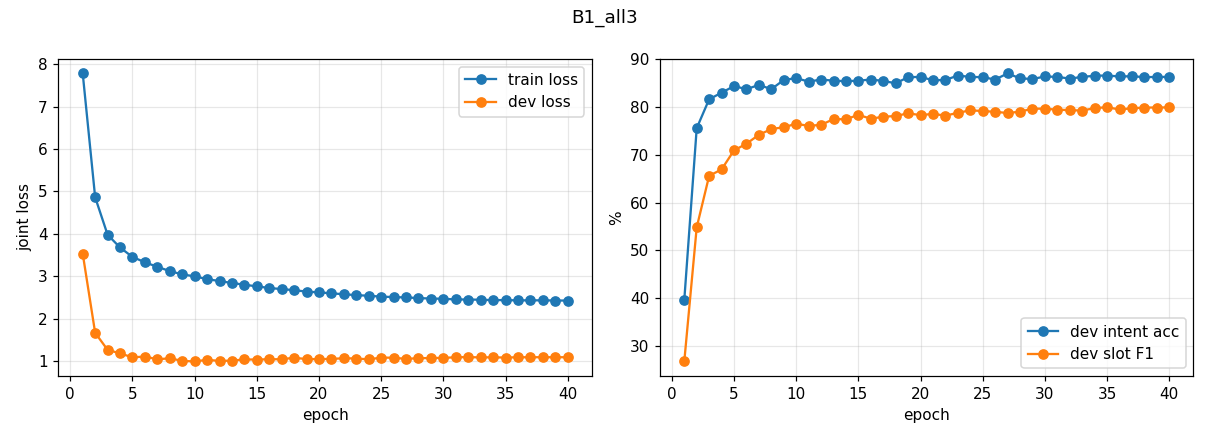 B1_all3
8
7
6
5
4
3
2
1
joint loss
0 5 10 15 20 25 30 35 40
epoch
train loss
dev loss
90
80
70
60
50
40
30
%
0 5 10 15 20 25 30 35 40
epoch
dev intent acc
dev slot F1